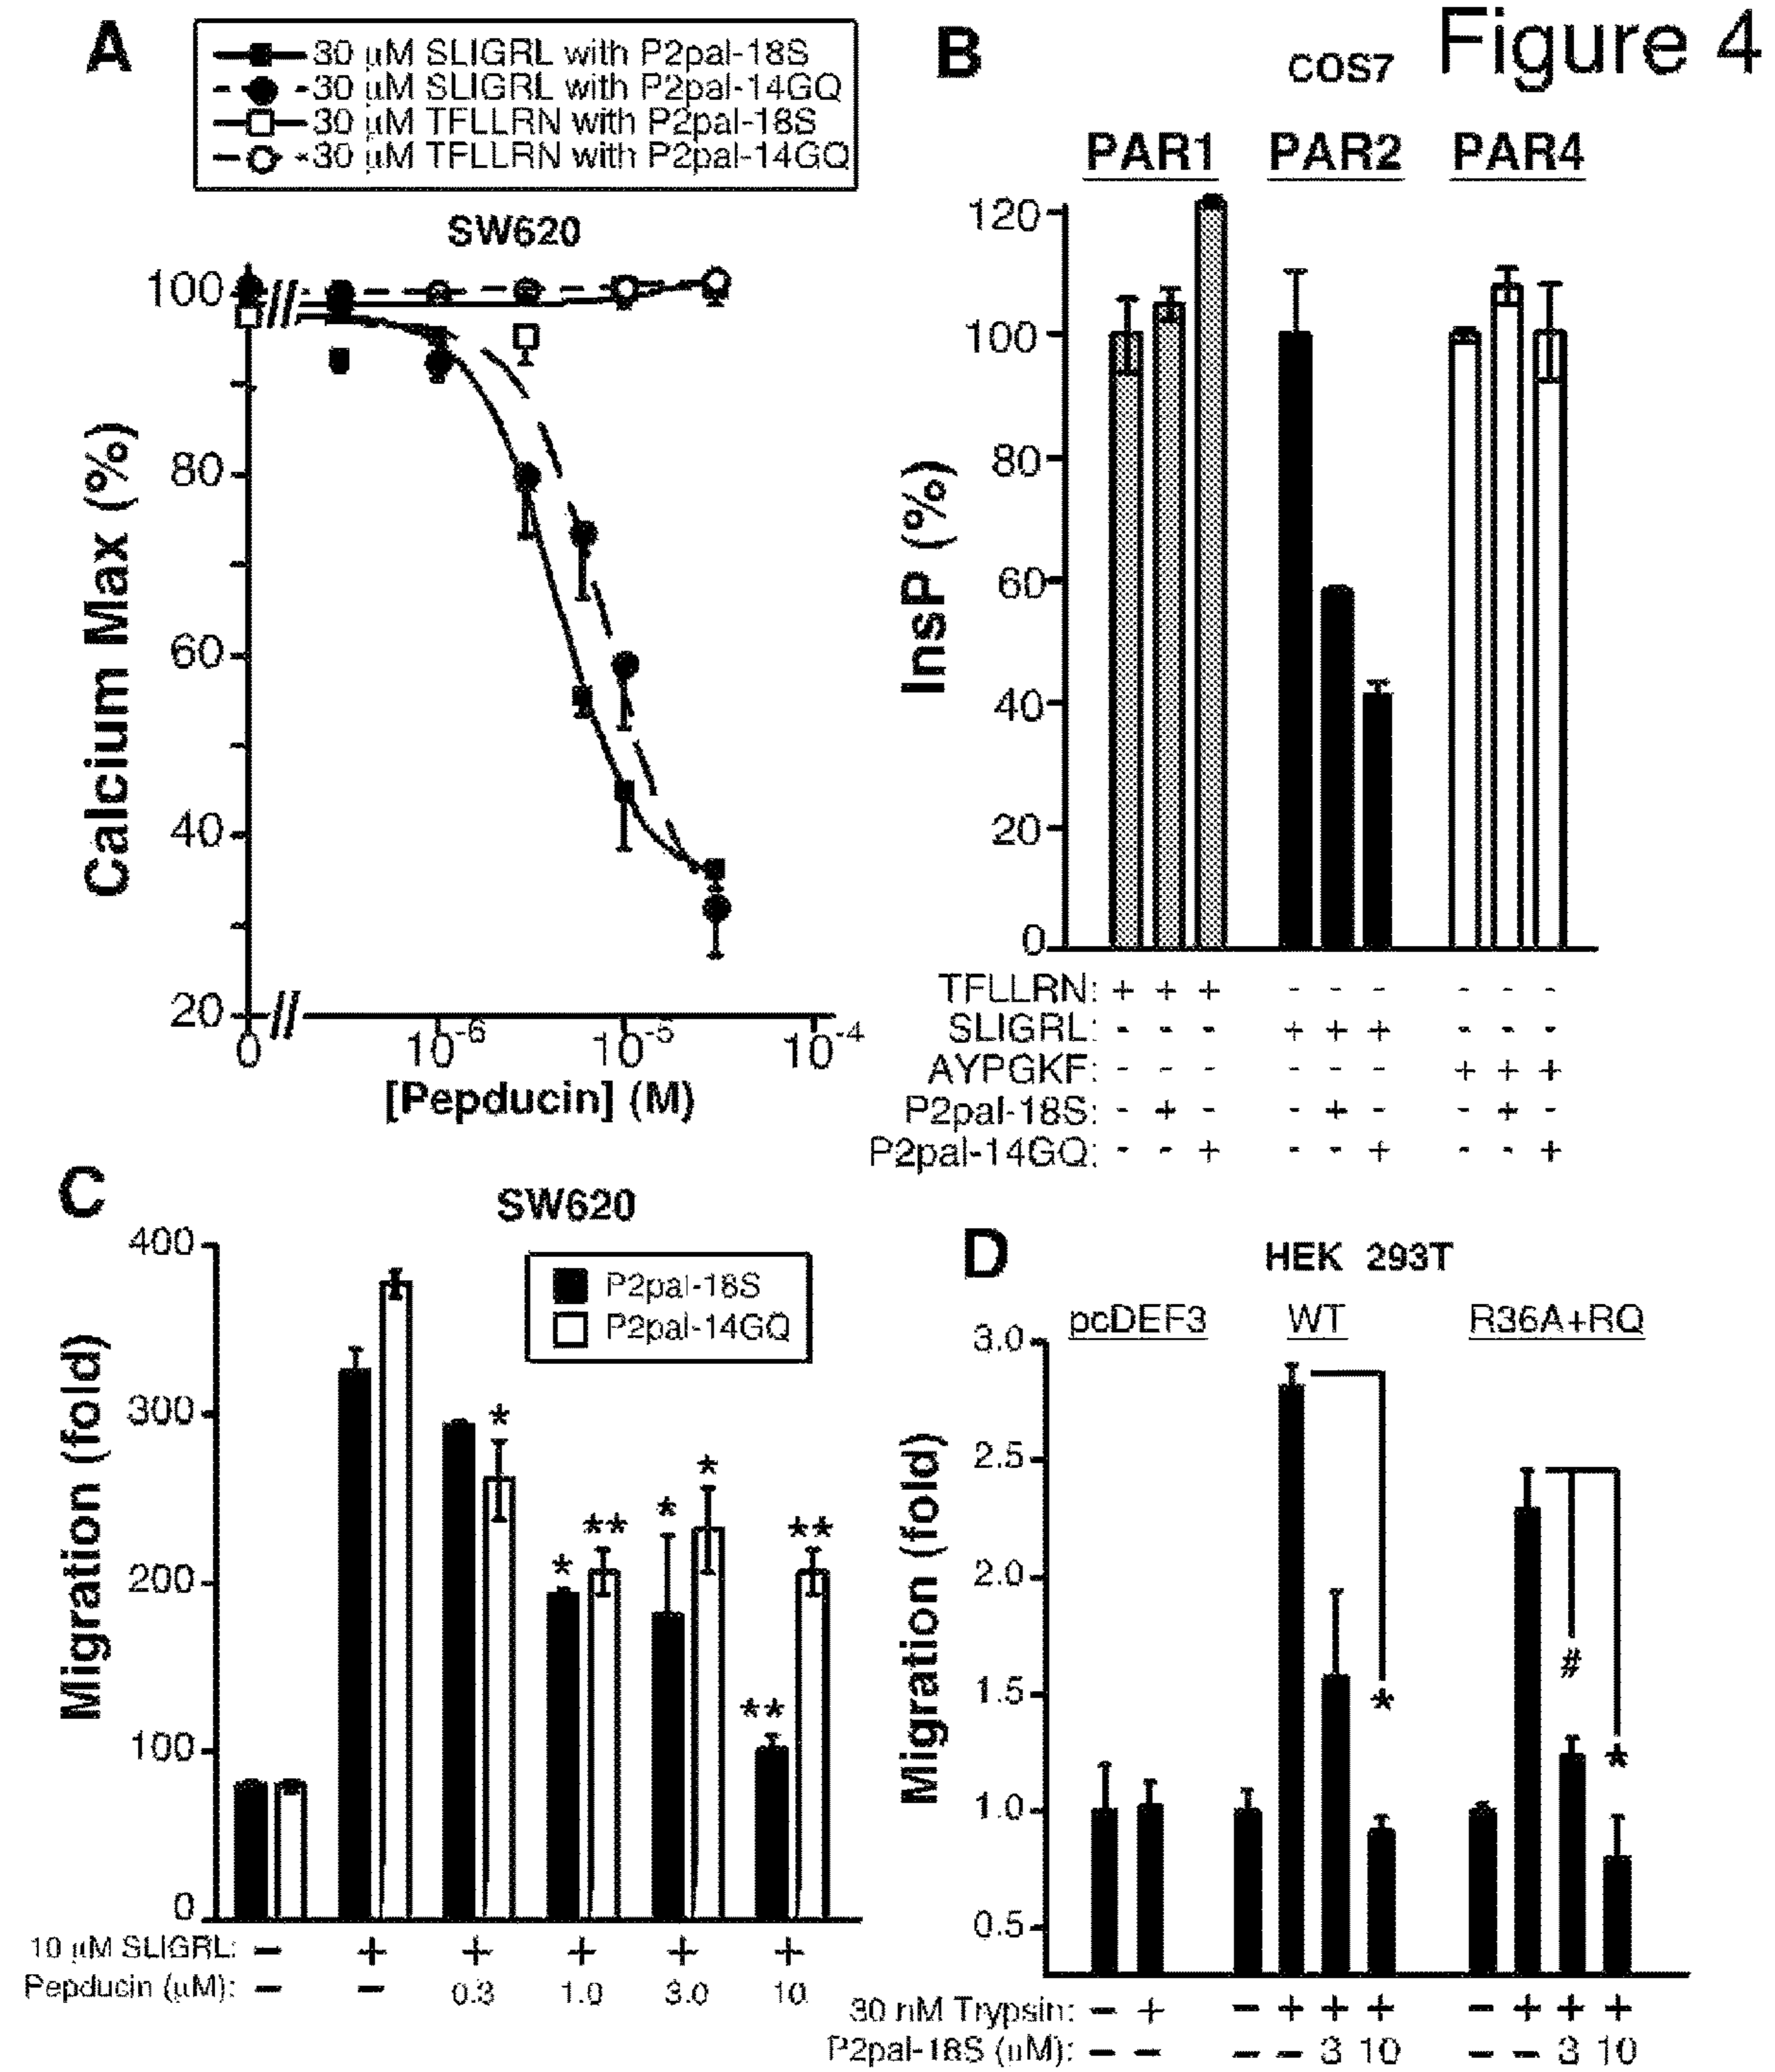 Figure 4
A
30 µM SLIGRL with P2pal-18S
30 µM SLIGRL with P2pal-14GQ
30 µM TFLLRN with P2pal-18S
30 µM TFLLRN with P2pal-14GQ
SW620
Calcium Max (%)
100
80
60
40
20
0 10-6 10-5 10-4
[Pepducin] (M)
B
COS7
PAR1 PAR2 PAR4
InsP (%)
120
100
80
60
40
20
0
TFLLRN: + + + - - - - - -
SLIGRL: - - - + + + - - -
AYPGKF: - - - - - - + + +
P2pal-18S: - + - - + - - + -
P2pal-14GQ: - - + - - + - - +
C
SW620
P2pal-18S
P2pal-14GQ
Migration (fold)
400
300
200
100
0
* * ** * * ** **
10 µM SLIGRL: − + + + + +
Pepducin (µM): − − 0.3 1.0 3.0 10
D
HEK 293T
pcDEF3 WT R36A+RQ
Migration (fold)
3.0
2.5
2.0
1.5
1.0
0.5
* # *
30 nM Trypsin: − + − + + + − + + +
P2pal-18S (µM): − − − − 3 10 − − 3 10